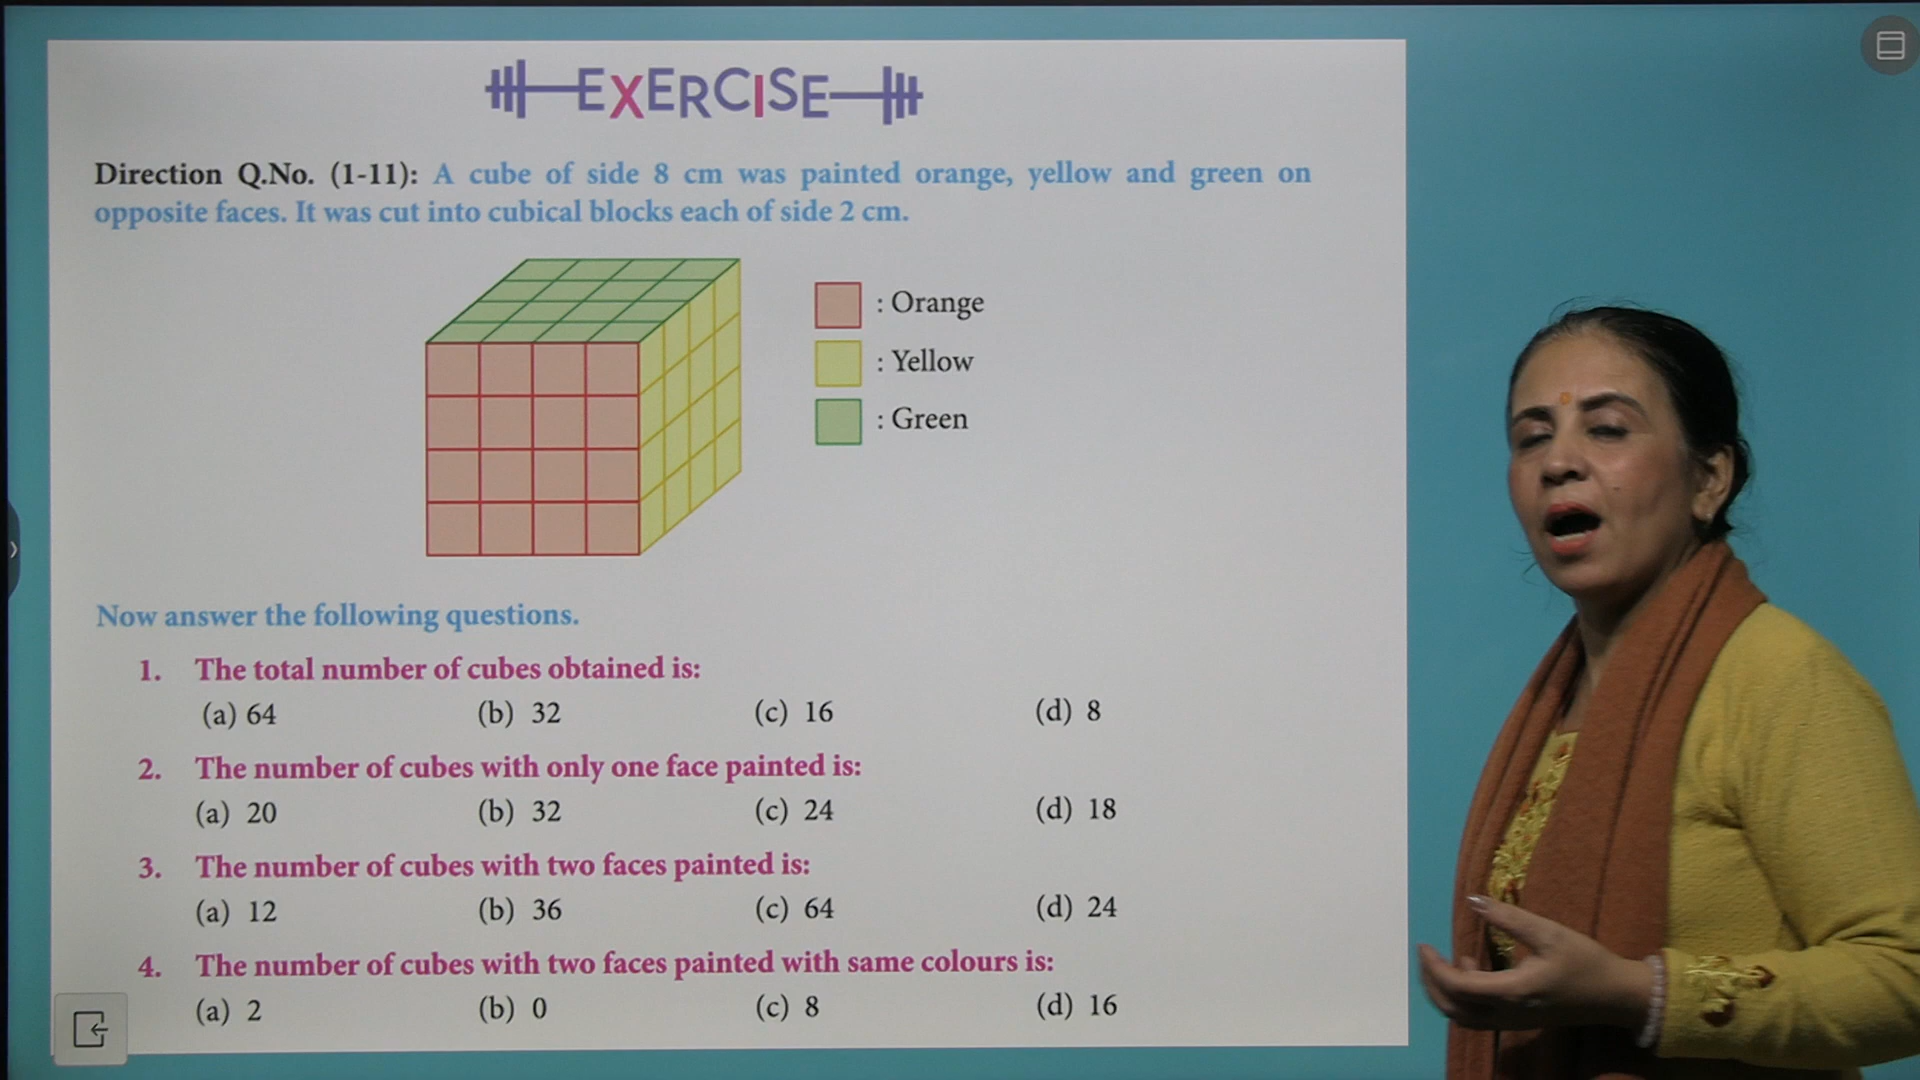 EXERCISE
Direction Q.No. (1-11): A cube of side 8 cm was painted orange, yellow and green on
opposite faces. It was cut into cubical blocks each of side 2 cm.
: Orange
: Yellow
: Green
Now answer the following questions.
1. The total number of cubes obtained is:
(a) 64 (b) 32 (c) 16 (d) 8
2. The number of cubes with only one face painted is:
(a) 20 (b) 32 (c) 24 (d) 18
3. The number of cubes with two faces painted is:
(a) 12 (b) 36 (c) 64 (d) 24
4. The number of cubes with two faces painted with same colours is:
(a) 2 (b) 0 (c) 8 (d) 16